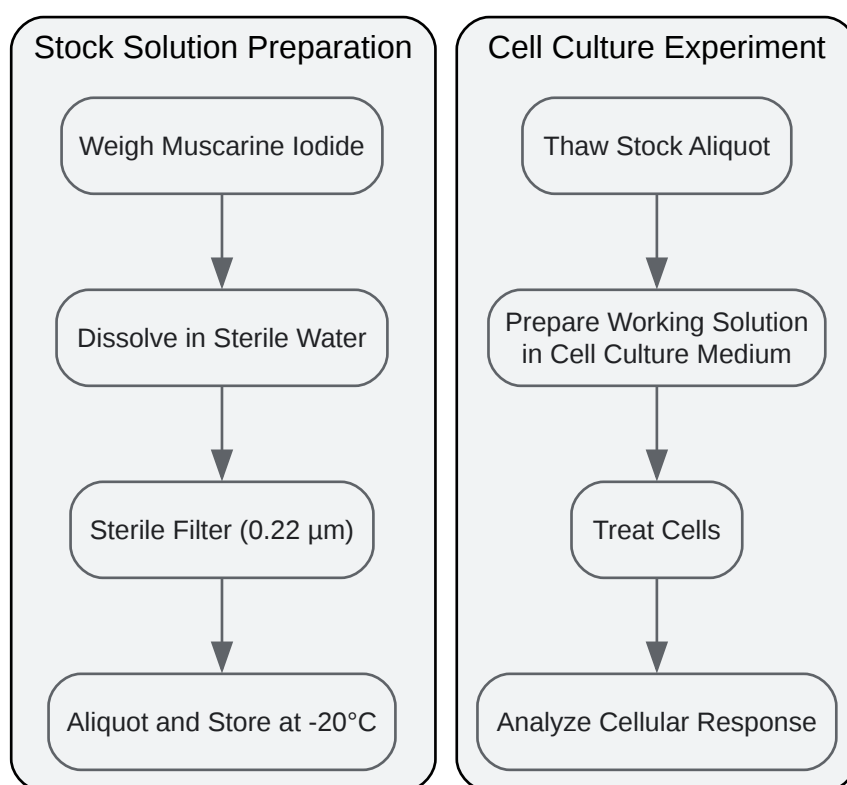 Stock Solution Preparation
Weigh Muscarine Iodide
Dissolve in Sterile Water
Sterile Filter (0.22 µm)
Aliquot and Store at -20°C
Cell Culture Experiment
Thaw Stock Aliquot
Prepare Working Solution
in Cell Culture Medium
Treat Cells
Analyze Cellular Response